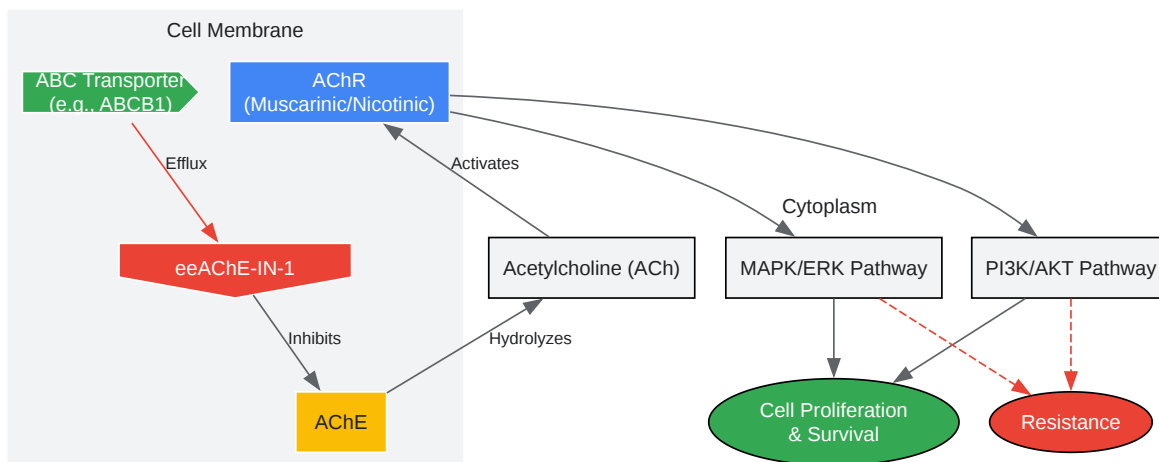 Cell Membrane
ABC Transporter
(e.g., ABCB1)
AChR
(Muscarinic/Nicotinic)
Efflux
Activates
Cytoplasm
eeAChE-IN-1
Acetylcholine (ACh)
MAPK/ERK Pathway
PI3K/AKT Pathway
Inhibits
Hydrolyzes
AChE
Cell Proliferation
& Survival
Resistance